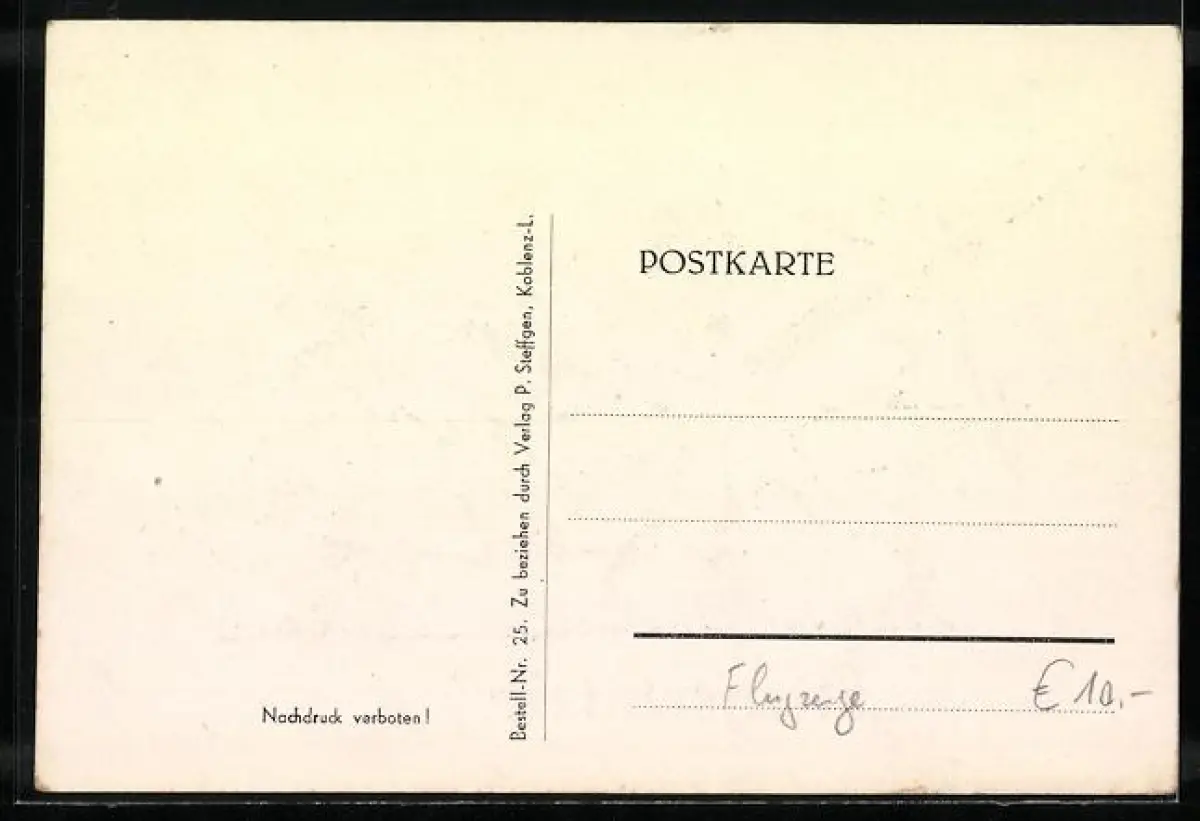 POSTKARTE
Bestell-Nr. 25. Zu beziehen durch Verlag P. Steffgen, Koblenz-L.
Nachdruck verboten!
Flugzeuge € 10.-